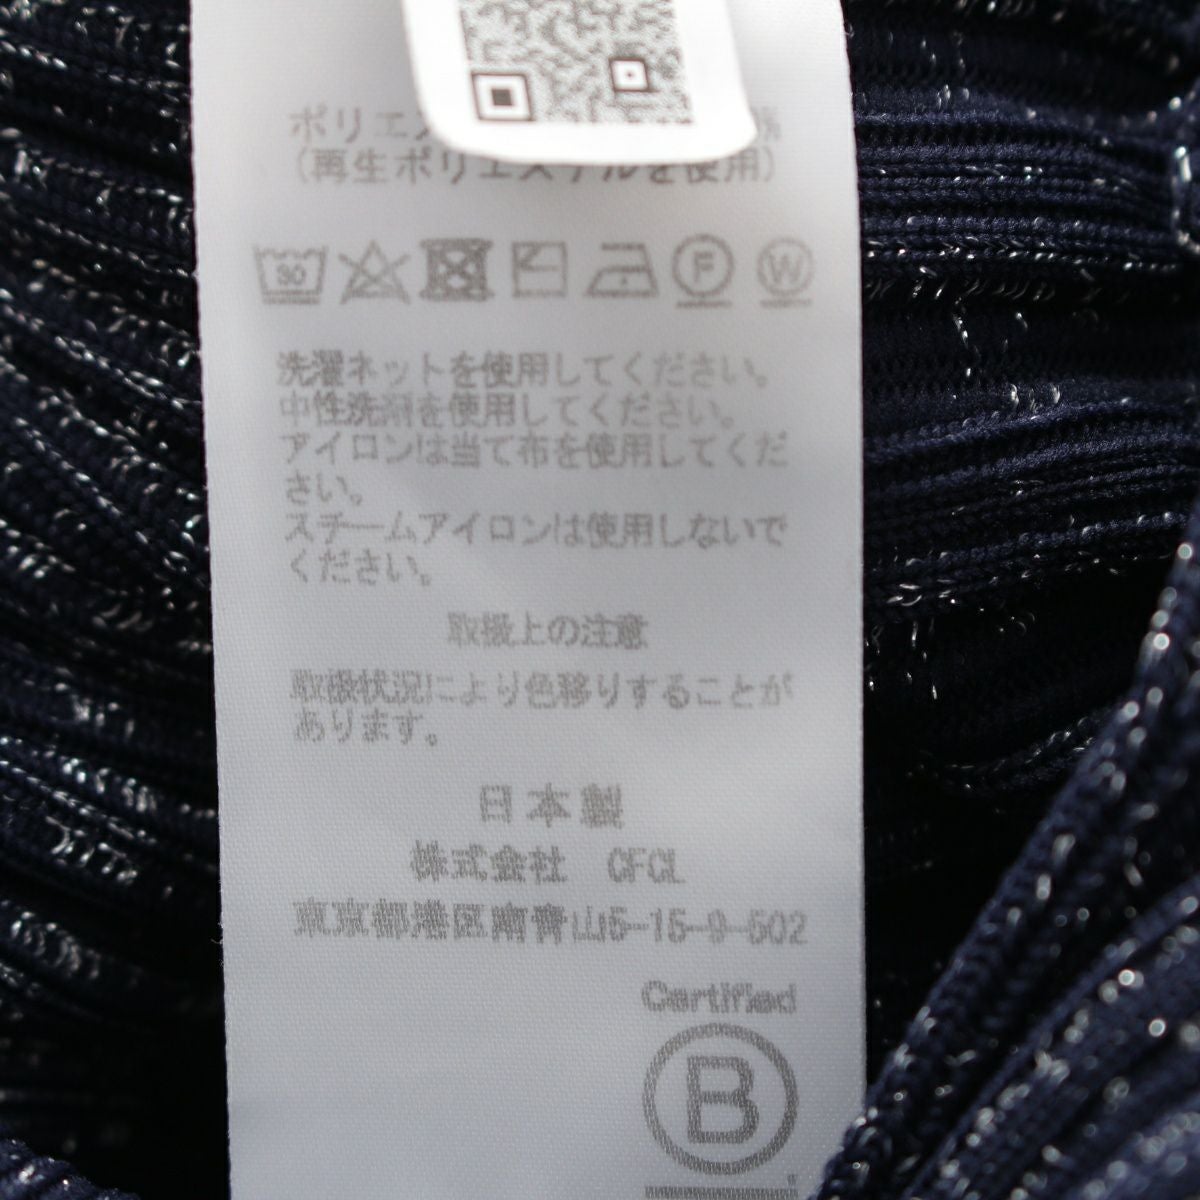 ポリエス %
(再生ポリエステルを使用)
30 F W
洗濯ネットを使用してください。
中性洗剤を使用してください。
アイロンは当て布を使用してくだ
さい。
スチームアイロンは使用しないで
ください。
取扱上の注意
取扱状況により色移りすることが
あります。
日本製
株式会社 CFCL
東京都港区南青山5-15-9-502
Certified
B